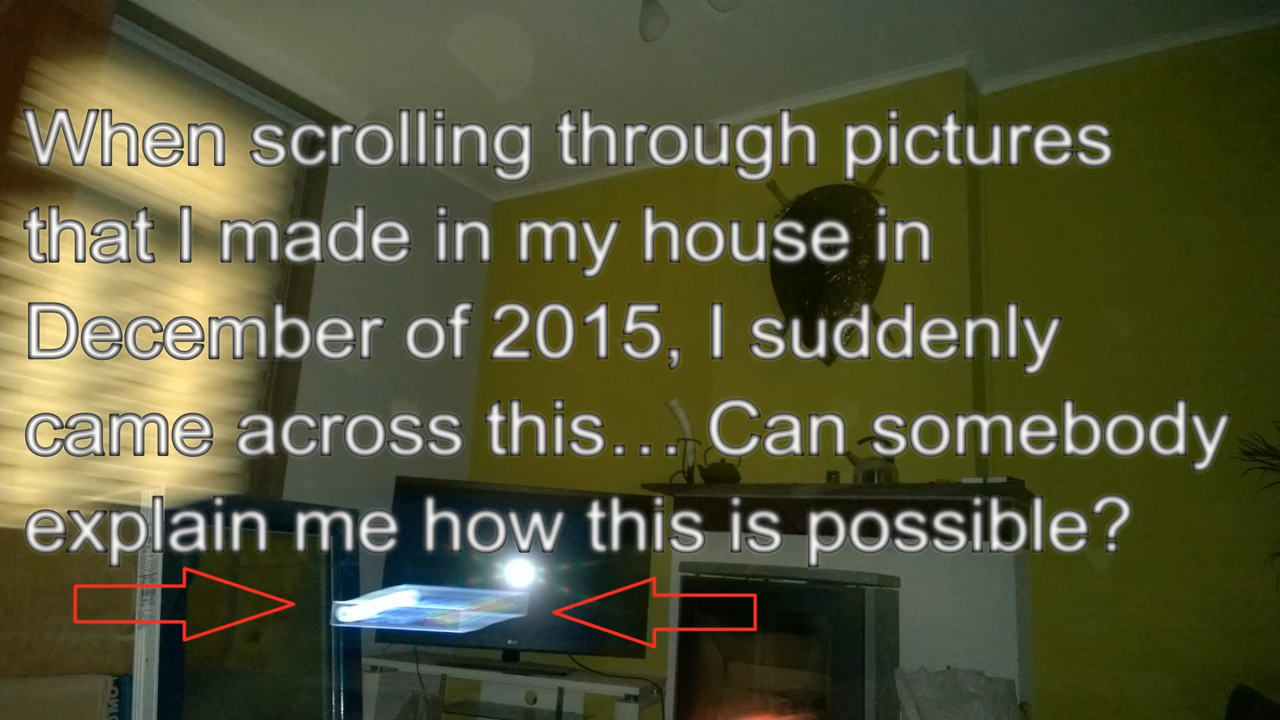 When scrolling through pictures
that I made in my house in
December of 2015, I suddenly
came across this... Can somebody
explain me how this is possible?
LG